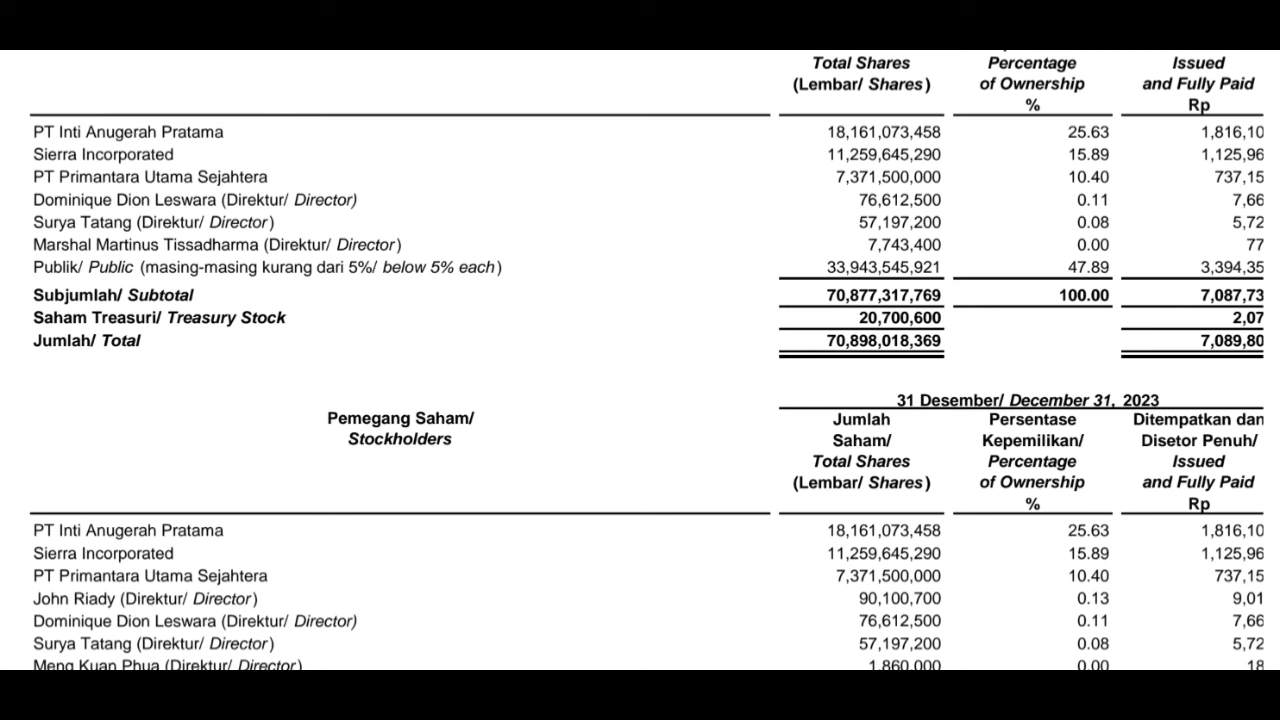 Total Shares Percentage Issued
(Lembar/ Shares) of Ownership and Fully Paid
% Rp
PT Inti Anugerah Pratama 18,161,073,458 25.63 1,816,10
Sierra Incorporated 11,259,645,290 15.89 1,125,96
PT Primantara Utama Sejahtera 7,371,500,000 10.40 737,15
Dominique Dion Leswara (Direktur/ Director) 76,612,500 0.11 7,66
Surya Tatang (Direktur/ Director) 57,197,200 0.08 5,72
Marshal Martinus Tissadharma (Direktur/ Director) 7,743,400 0.00 77
Publik/ Public (masing-masing kurang dari 5%/ below 5% each) 33,943,545,921 47.89 3,394,35
Subjumlah/ Subtotal 70,877,317,769 100.00 7,087,73
Saham Treasuri/ Treasury Stock 20,700,600 2,07
Jumlah/ Total 70,898,018,369 7,089,80
31 Desember/ December 31, 2023
Pemegang Saham/ Jumlah Persentase Ditempatkan dan
Stockholders Saham/ Kepemilikan/ Disetor Penuh/
Total Shares Percentage Issued
(Lembar/ Shares) of Ownership and Fully Paid
% Rp
PT Inti Anugerah Pratama 18,161,073,458 25.63 1,816,10
Sierra Incorporated 11,259,645,290 15.89 1,125,96
PT Primantara Utama Sejahtera 7,371,500,000 10.40 737,15
John Riady (Direktur/ Director) 90,100,700 0.13 9,01
Dominique Dion Leswara (Direktur/ Director) 76,612,500 0.11 7,66
Surya Tatang (Direktur/ Director) 57,197,200 0.08 5,72
Meng Kuan Phua (Direktur/ Director) 1,860,000 0.00 18